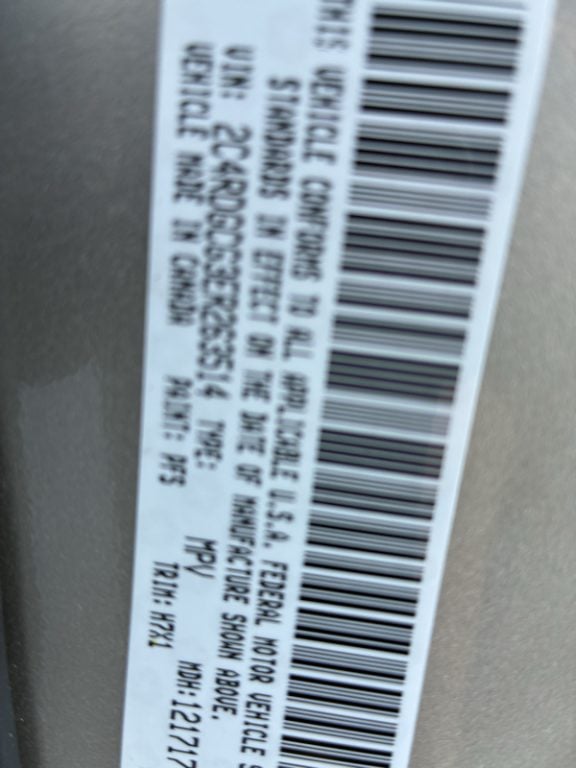 THIS VEHICLE CONFORMS TO ALL APPLICABLE U.S.A. FEDERAL MOTOR VEHICLE S
STANDARDS IN EFFECT ON THE DATE OF MANUFACTURE SHOWN ABOVE.
VIN: 2C4RDGCG3ER263514 TYPE: MPV MDH:121717
VEHICLE MADE IN CANADA PAINT: PFS TRIM: H7X1